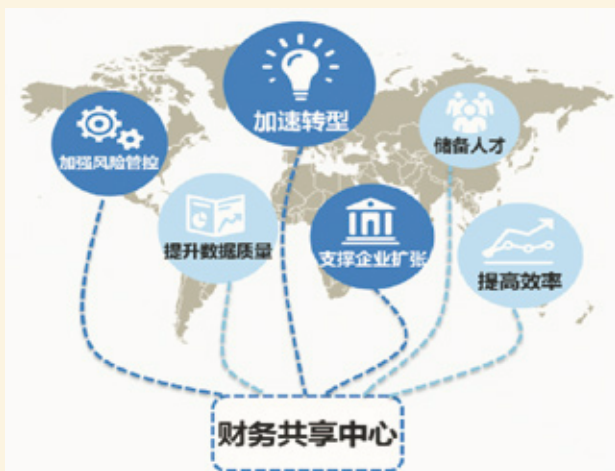 加速转型
加强风险管控
储备人才
提升数据质量
支撑企业扩张
提高效率
财务共享中心